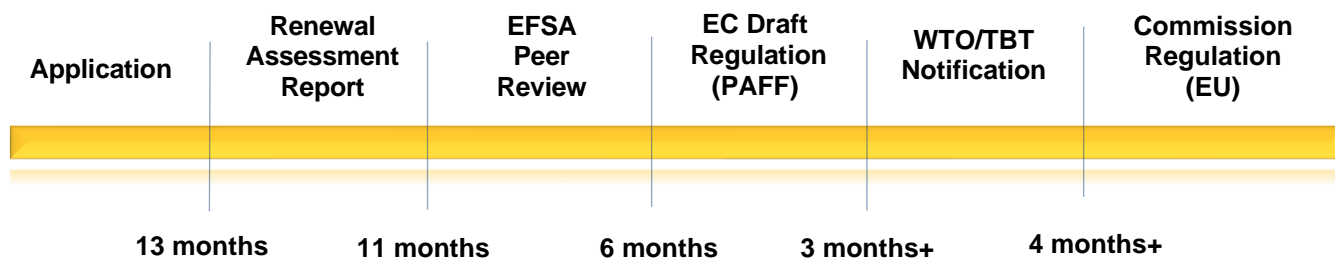 Application
Renewal
Assessment
Report
EFSA
Peer
Review
EC Draft
Regulation
(PAFF)
WTO/TBT
Notification
Commission
Regulation
(EU)
13 months
11 months
6 months
3 months+
4 months+